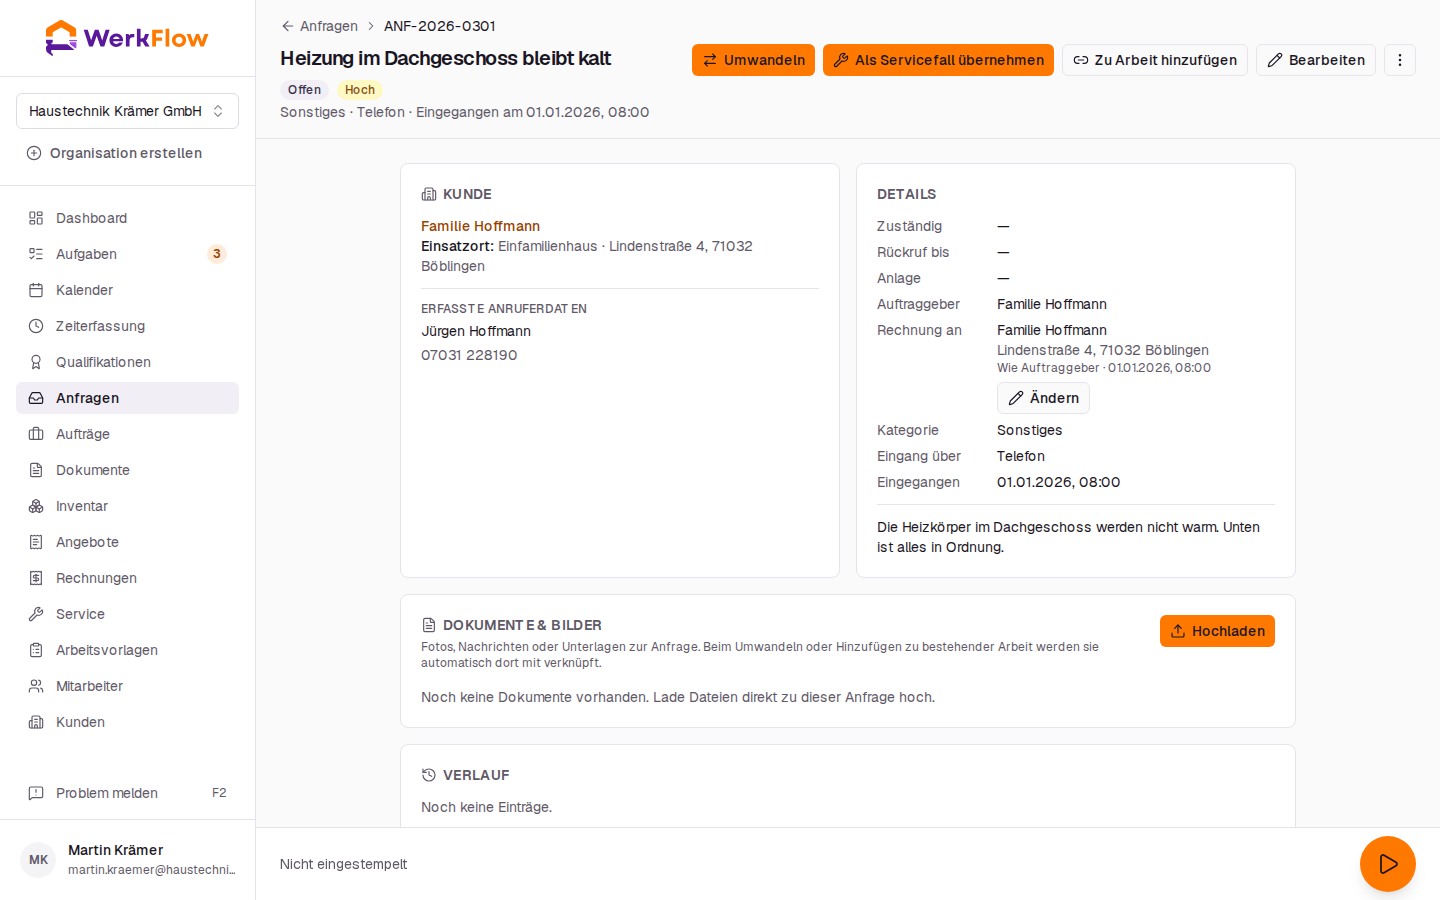 WerkFlow
Haustechnik Krämer GmbH
Organisation erstellen
Dashboard
Aufgaben
3
Kalender
Zeiterfassung
Qualifikationen
Anfragen
Aufträge
Dokumente
Inventar
Angebote
Rechnungen
Service
Arbeitsvorlagen
Mitarbeiter
Kunden
Problem melden
F2
MK
Martin Krämer
martin.kraemer@haustechni...
Anfragen
ANF-2026-0301
Heizung im Dachgeschoss bleibt kalt
Umwandeln
Als Servicefall übernehmen
Zu Arbeit hinzufügen
Bearbeiten
Offen
Hoch
Sonstiges · Telefon · Eingegangen am 01.01.2026, 08:00
KUNDE
Familie Hoffmann
Einsatzort: Einfamilienhaus · Lindenstraße 4, 71032
Böblingen
ERFASSTE ANRUFERDATEN
Jürgen Hoffmann
07031 228190
DETAILS
Zuständig —
Rückruf bis —
Anlage —
Auftraggeber Familie Hoffmann
Rechnung an Familie Hoffmann
Lindenstraße 4, 71032 Böblingen
Wie Auftraggeber · 01.01.2026, 08:00
Ändern
Kategorie Sonstiges
Eingang über Telefon
Eingegangen 01.01.2026, 08:00
Die Heizkörper im Dachgeschoss werden nicht warm. Unten
ist alles in Ordnung.
DOKUMENTE & BILDER
Fotos, Nachrichten oder Unterlagen zur Anfrage. Beim Umwandeln oder Hinzufügen zu bestehender Arbeit werden sie
automatisch dort mit verknüpft.
Hochladen
Noch keine Dokumente vorhanden. Lade Dateien direkt zu dieser Anfrage hoch.
VERLAUF
Noch keine Einträge.
Nicht eingestempelt